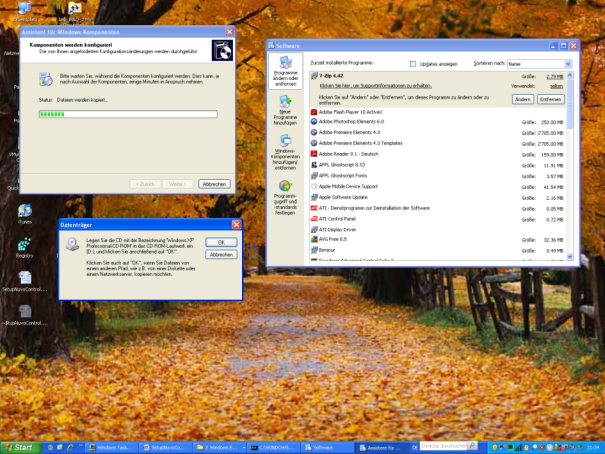 Assistent für Windows-Komponenten
Komponenten werden konfiguriert
Die von Ihnen angeforderten Konfigurationsänderungen werden durchgeführt.
Bitte warten Sie, während die Komponenten konfiguriert werden. Dies kann, je
nach Auswahl der Komponenten, einige Minuten in Anspruch nehmen.
Status: Dateien werden kopiert...
< Zurück
Weiter >
Abbrechen
Datenträger
Legen Sie die CD mit der Bezeichnung 'Windows XP
Professional-CD-ROM' in das CD-ROM-Laufwerk ein
(D:), und klicken Sie anschließend auf "OK".
Klicken Sie auch auf "OK", wenn Sie Dateien von
einem anderen Pfad, wie z.B. von einer Diskette oder
einem Netzwerkserver, kopieren möchten.
OK
Abbrechen
Software
Programme
ändern oder
entfernen
Neue
Programme
hinzufügen
Windows-
Komponenten
hinzufügen/
entfernen
Programm-
zugriff und
-standards
festlegen
Zurzeit installierte Programme:
Updates anzeigen
Sortieren nach:
Name
7-Zip 4.42
Größe: 2,79 MB
Klicken Sie hier, um Supportinformationen zu erhalten.
Verwendet: selten
Klicken Sie auf "Ändern" oder "Entfernen", um dieses Programm zu ändern oder zu
entfernen.
Ändern
Entfernen
Adobe Flash Player 10 ActiveX
Adobe Photoshop Elements 6.0
Größe: 250.00 MB
Adobe Premiere Elements 4.0
Größe: 2705.00 MB
Adobe Premiere Elements 4.0 Templates
Größe: 2705.00 MB
Adobe Reader 9.1 - Deutsch
Größe: 159.00 MB
AFPL Ghostscript 8.53
Größe: 11.91 MB
AFPL Ghostscript Fonts
Größe: 3.57 MB
Apple Mobile Device Support
Größe: 41.54 MB
Apple Software Update
Größe: 2.16 MB
ATI - Dienstprogramm zur Deinstallation der Software
Größe: 0.05 MB
ATI Control Panel
Größe: 0.72 MB
ATI Display Driver
AVG Free 8.5
Größe: 32.36 MB
Bonjour
Größe: 0.49 MB
iTunes
Registry
SetupNuvoControl...
Start
Windows Task...
SetupNuvoCo...
2 Windows E...
C:\WINDOWS...
Software
Assistent für ...
DE
Desktop durchsuchen
21:34